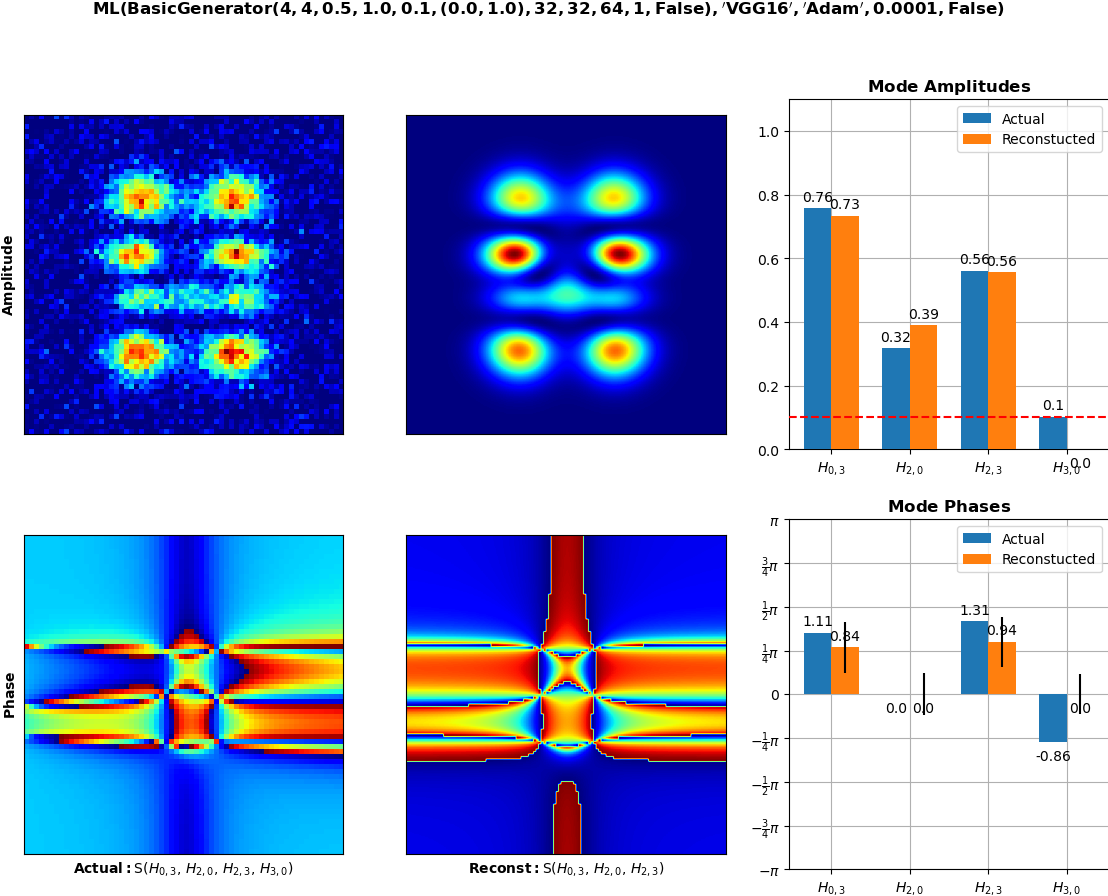 ML(BasicGenerator(4, 4, 0.5, 1.0, 0.1, (0.0, 1.0), 32, 32, 64, 1, False), 'VGG16', 'Adam', 0.0001, False)
Amplitude
Mode Amplitudes
Actual
Reconstucted
1.0
0.8
0.6
0.4
0.2
0.0
0.76
0.73
0.32
0.39
0.56
0.56
0.1
0.0
H0,3
H2,0
H2,3
H3,0
Phase
Actual: S(H0,3, H2,0, H2,3, H3,0)
Reconst: S(H0,3, H2,0, H2,3)
Mode Phases
Actual
Reconstucted
π
3/4π
1/2π
1/4π
0
−1/4π
−1/2π
−3/4π
−π
1.11
0.84
0.0
0.0
1.31
0.94
-0.86
0.0
H0,3
H2,0
H2,3
H3,0